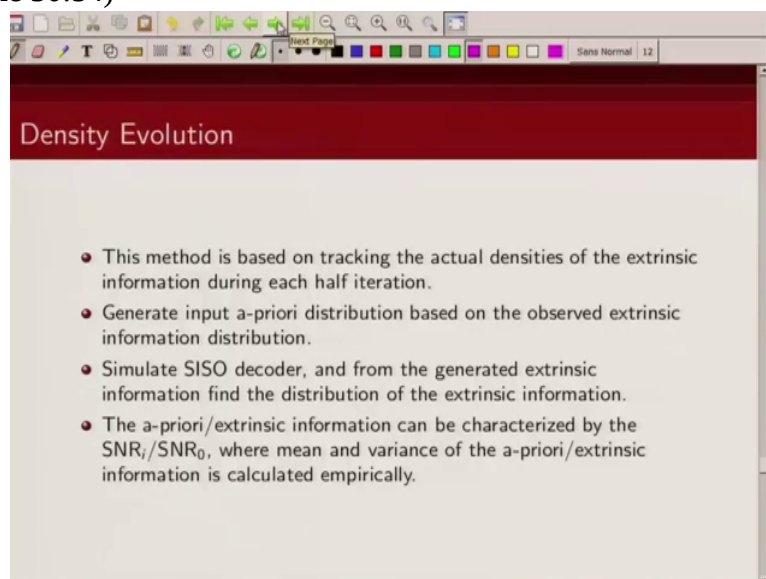 T
Next Page
Sans Normal 12
Density Evolution
• This method is based on tracking the actual densities of the extrinsic
information during each half iteration.
• Generate input a-priori distribution based on the observed extrinsic
information distribution.
• Simulate SISO decoder, and from the generated extrinsic
information find the distribution of the extrinsic information.
• The a-priori/extrinsic information can be characterized by the
SNRᵢ/SNR₀, where mean and variance of the a-priori/extrinsic
information is calculated empirically.